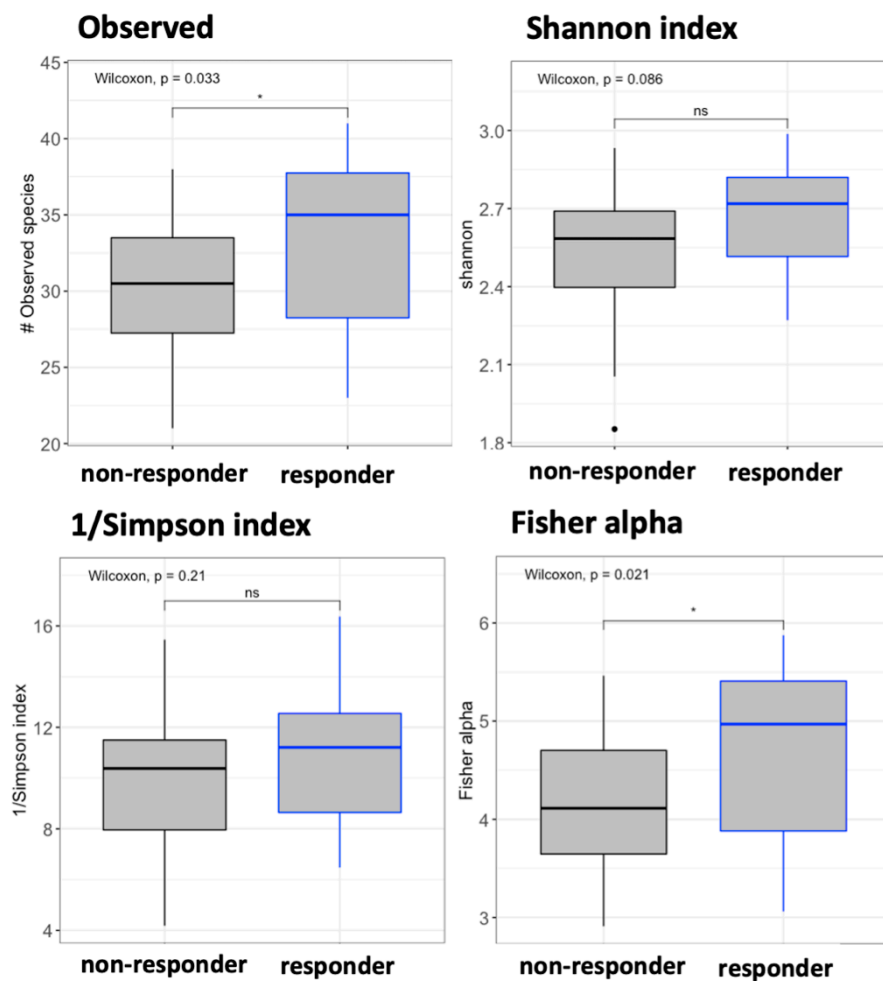 Observed
Wilcoxon, p = 0.033
*
45
40
35
30
25
20
# Observed species
non-responder responder
Shannon index
Wilcoxon, p = 0.086
ns
3.0
2.7
2.4
2.1
1.8
shannon
non-responder responder
1/Simpson index
Wilcoxon, p = 0.21
ns
16
12
8
4
1/Simpson index
non-responder responder
Fisher alpha
Wilcoxon, p = 0.021
*
6
5
4
3
Fisher alpha
non-responder responder